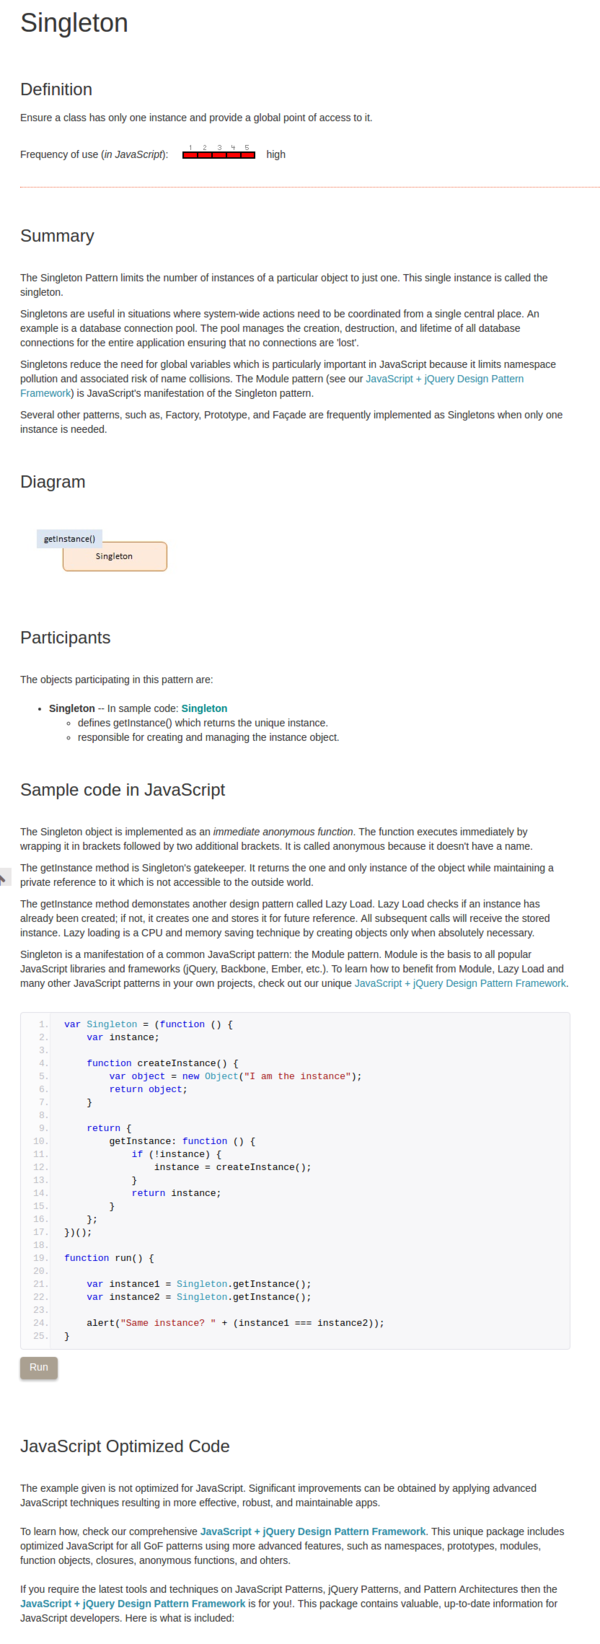 Singleton
Definition
Ensure a class has only one instance and provide a global point of access to it.
Frequency of use (in JavaScript): 1 2 3 4 5 high
Summary
The Singleton Pattern limits the number of instances of a particular object to just one. This single instance is called the
singleton.
Singletons are useful in situations where system-wide actions need to be coordinated from a single central place. An
example is a database connection pool. The pool manages the creation, destruction, and lifetime of all database
connections for the entire application ensuring that no connections are 'lost'.
Singletons reduce the need for global variables which is particularly important in JavaScript because it limits namespace
pollution and associated risk of name collisions. The Module pattern (see our JavaScript + jQuery Design Pattern
Framework) is JavaScript's manifestation of the Singleton pattern.
Several other patterns, such as, Factory, Prototype, and Façade are frequently implemented as Singletons when only one
instance is needed.
Diagram
getInstance()
Singleton
Participants
The objects participating in this pattern are:
• Singleton -- In sample code: Singleton
◦ defines getInstance() which returns the unique instance.
◦ responsible for creating and managing the instance object.
Sample code in JavaScript
The Singleton object is implemented as an immediate anonymous function. The function executes immediately by
wrapping it in brackets followed by two additional brackets. It is called anonymous because it doesn't have a name.
The getInstance method is Singleton's gatekeeper. It returns the one and only instance of the object while maintaining a
private reference to it which is not accessible to the outside world.
The getInstance method demonstates another design pattern called Lazy Load. Lazy Load checks if an instance has
already been created; if not, it creates one and stores it for future reference. All subsequent calls will receive the stored
instance. Lazy loading is a CPU and memory saving technique by creating objects only when absolutely necessary.
Singleton is a manifestation of a common JavaScript pattern: the Module pattern. Module is the basis to all popular
JavaScript libraries and frameworks (jQuery, Backbone, Ember, etc.). To learn how to benefit from Module, Lazy Load and
many other JavaScript patterns in your own projects, check out our unique JavaScript + jQuery Design Pattern Framework.
1. var Singleton = (function () {
2.     var instance;
3.
4.     function createInstance() {
5.         var object = new Object("I am the instance");
6.         return object;
7.     }
8.
9.     return {
10.         getInstance: function () {
11.             if (!instance) {
12.                 instance = createInstance();
13.             }
14.             return instance;
15.         }
16.     };
17. })();
18.
19. function run() {
20.
21.     var instance1 = Singleton.getInstance();
22.     var instance2 = Singleton.getInstance();
23.
24.     alert("Same instance? " + (instance1 === instance2));
25. }
Run
JavaScript Optimized Code
The example given is not optimized for JavaScript. Significant improvements can be obtained by applying advanced
JavaScript techniques resulting in more effective, robust, and maintainable apps.
To learn how, check our comprehensive JavaScript + jQuery Design Pattern Framework. This unique package includes
optimized JavaScript for all GoF patterns using more advanced features, such as namespaces, prototypes, modules,
function objects, closures, anonymous functions, and ohters.
If you require the latest tools and techniques on JavaScript Patterns, jQuery Patterns, and Pattern Architectures then the
JavaScript + jQuery Design Pattern Framework is for you!. This package contains valuable, up-to-date information for
JavaScript developers. Here is what is included: